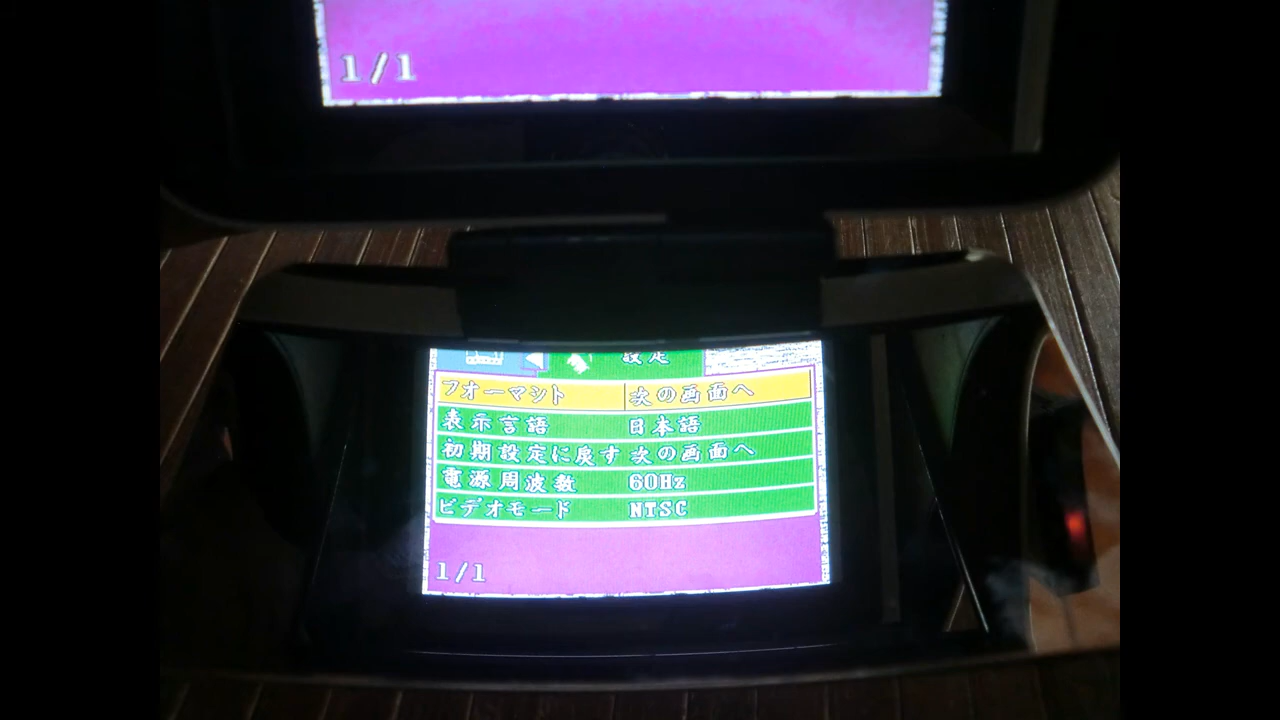 1/1
設定
フォーマット 次の画面へ
表示言語 日本語
初期設定に戻す 次の画面へ
電源周波数 60Hz
ビデオモード NTSC
1/1